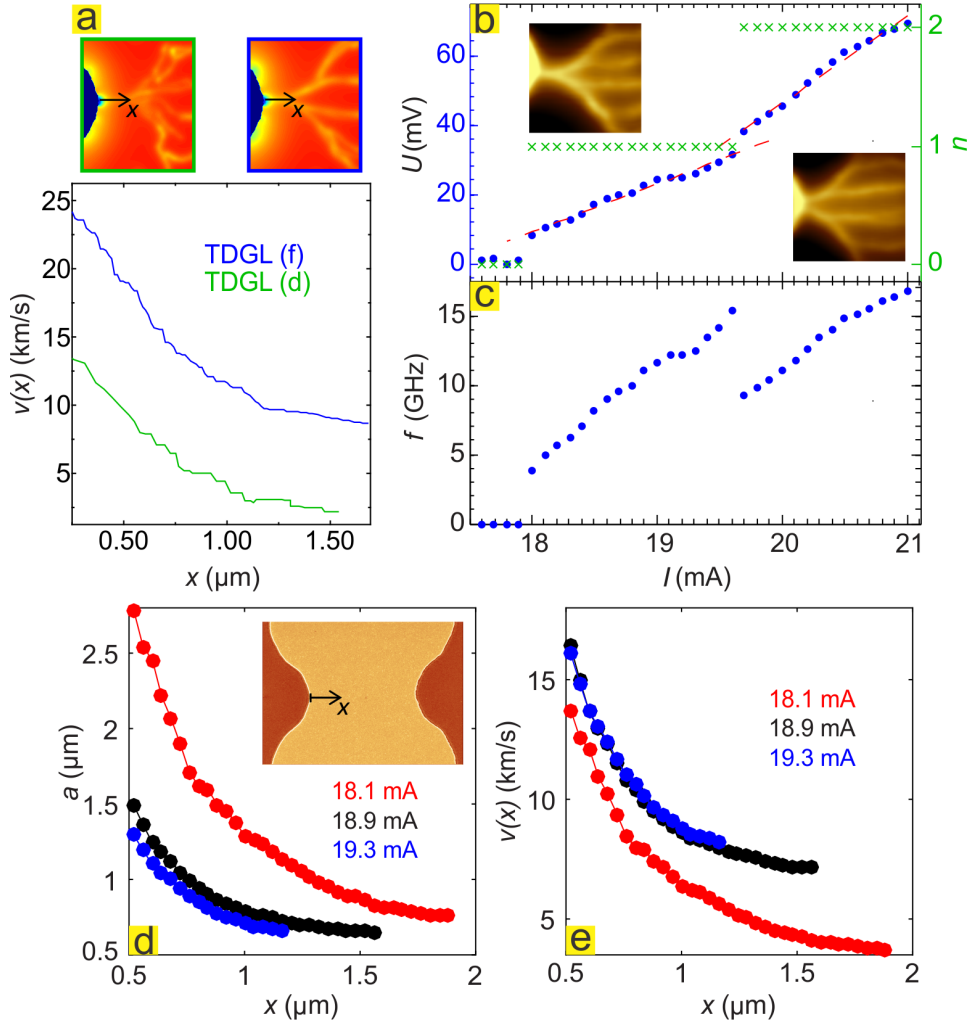 a
x
x
25
20
15
10
5
v(x) (km/s)
TDGL (f)
TDGL (d)
0.50 1.00 1.50
x (μm)
b
60
40
20
0
U(mV)
2
1
0
n
c
15
10
5
0
f (GHz)
18 19 20 21
I (mA)
2.5
2
1.5
1
0.5
a (μm)
x
18.1 mA
18.9 mA
19.3 mA
d
0.5 1 1.5 2
x (μm)
15
10
5
v(x) (km/s)
18.1 mA
18.9 mA
19.3 mA
e
0.5 1 1.5 2
x (μm)